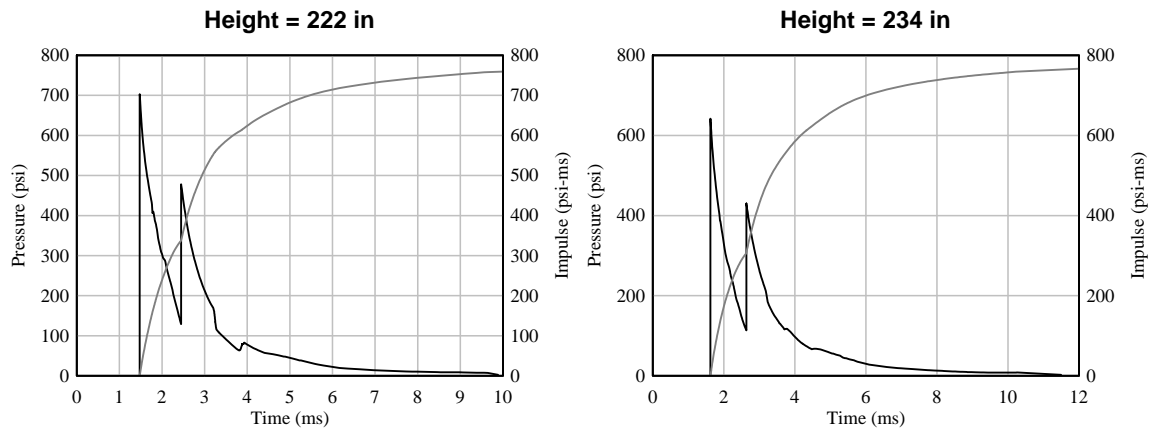 Height = 222 in
800
700
600
500
400
300
200
100
0
Pressure (psi)
800
700
600
500
400
300
200
100
0
Impulse (psi-ms)
0 1 2 3 4 5 6 7 8 9 10
Time (ms)
Height = 234 in
800
600
400
200
0
Pressure (psi)
800
600
400
200
0
Impulse (psi-ms)
0 2 4 6 8 10 12
Time (ms)